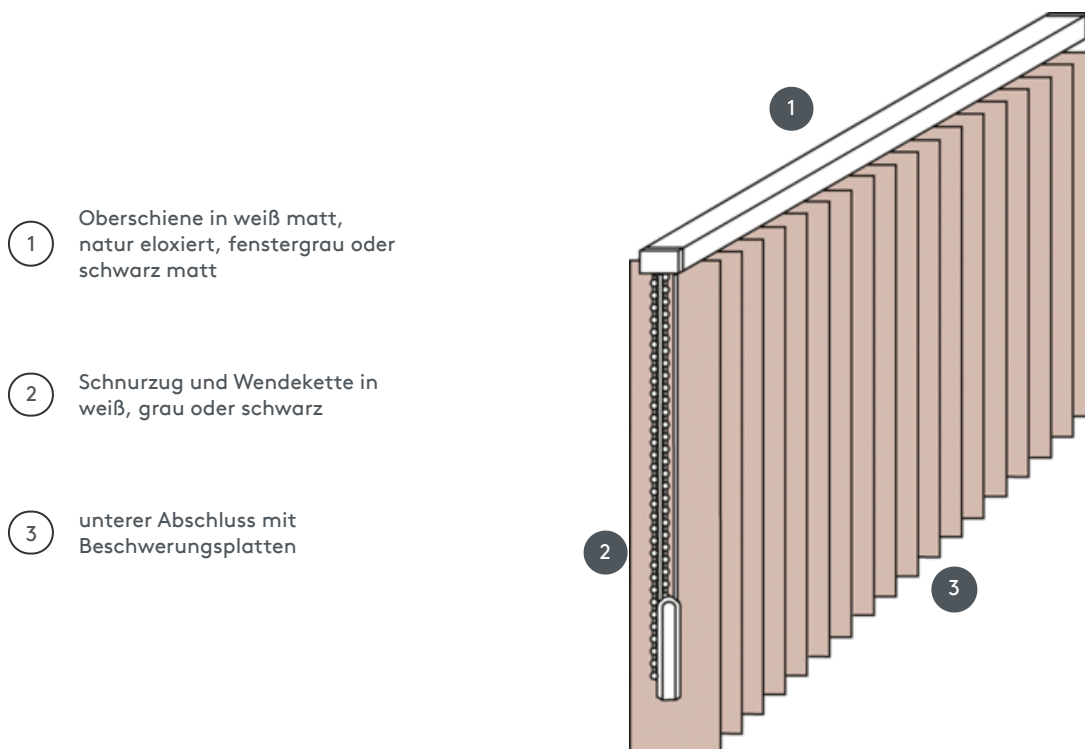 1
Oberschiene in weiß matt,
natur eloxiert, fenstergrau oder
schwarz matt
2
Schnurzug und Wendekette in
weiß, grau oder schwarz
3
unterer Abschluss mit
Beschwerungsplatten
1
2
3